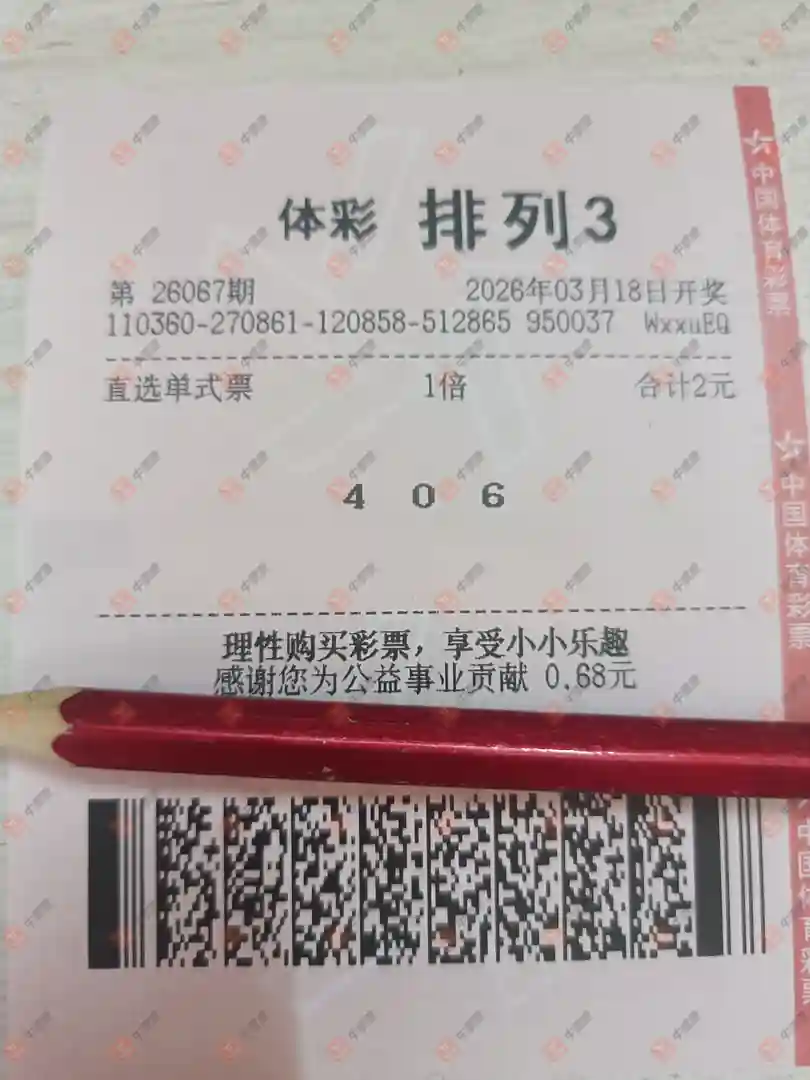 体彩 排列3
第 26067期 2026年03月18日开奖
110360-270861-120858-512865 950037 WxxuEQ
直选单式票 1倍 合计2元
4 0 6
理性购买彩票，享受小小乐趣
感谢您为公益事业贡献 0.68元
中国体育彩票
中国体育彩票